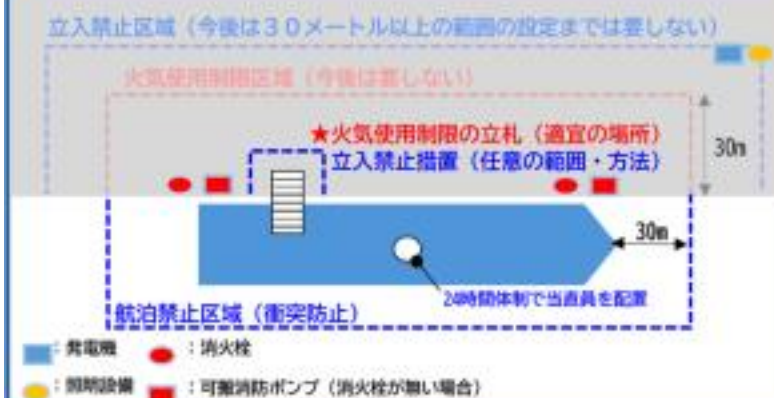 立入禁止区域（今後は３０メートル以上の範囲の設定までは要しない）
火気使用制限区域（今後は要しない）
★火気使用制限の立札（適宜の場所）
立入禁止措置（任意の範囲・方法）
30m
30m
24時間体制で当直員を配置
航泊禁止区域（衝突防止）
：発電機
：消火栓
：照明設備
：可搬消防ポンプ（消火栓が無い場合）